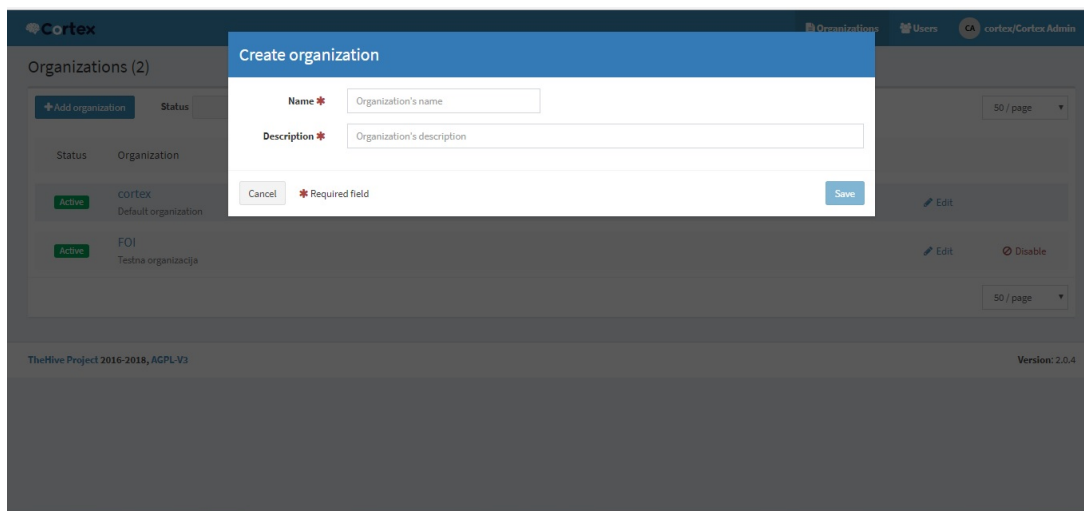 Cortex
Organizations Users CA cortex/Cortex Admin
Organizations (2)
Create organization
Name * Organization's name
Description * Organization's description
Cancel * Required field Save
+Add organization Status 50 / page
Status Organization
Active cortex Edit
Default organization
Active FOI Edit Disable
Testna organizacija
50 / page
TheHive Project 2016-2018, AGPL-V3 Version: 2.0.4